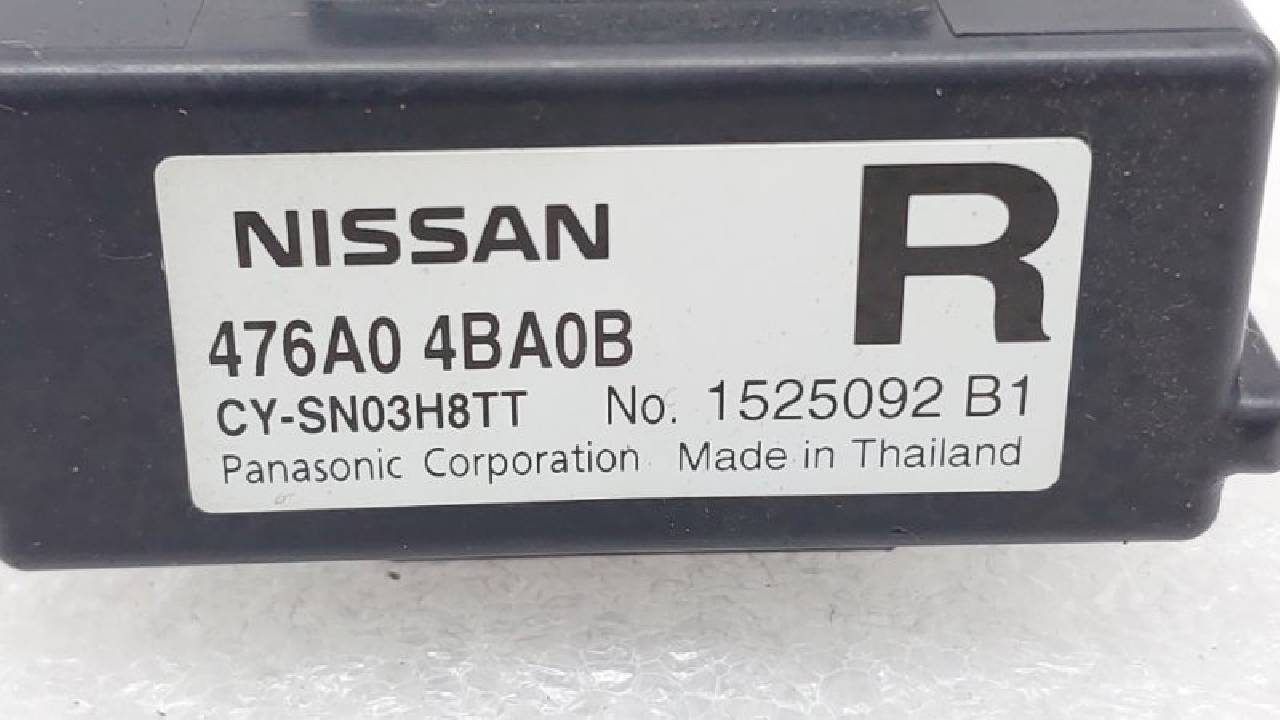 NISSAN
R
476A0 4BA0B
CY-SN03H8TT No. 1525092 B1
Panasonic Corporation Made in Thailand